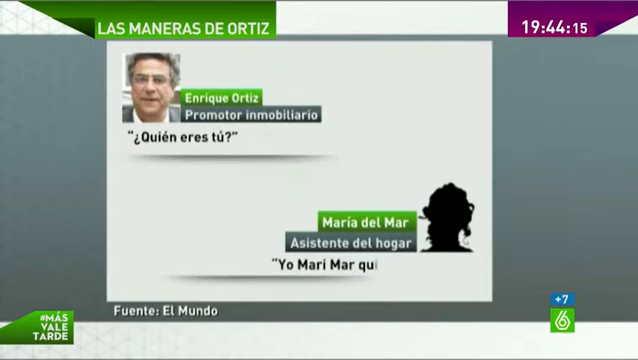 LAS MANERAS DE ORTIZ
19:44:15
Enrique Ortiz
Promotor inmobiliario
“¿Quién eres tú?”
María del Mar
Asistente del hogar
“Yo Mari Mar qui
Fuente: El Mundo
#MÁS
VALE
TARDE
+7
6